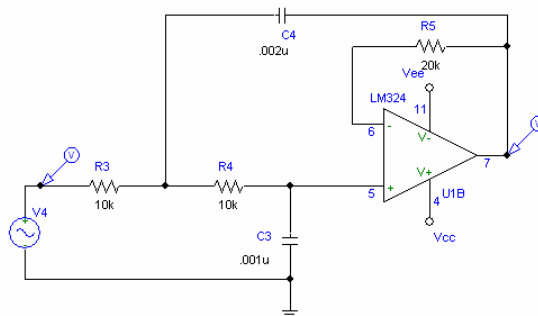 C4
.002u
R5
20k
Vee
LM324
11
6
-
V-
V
R3
R4
7
V
10k
10k
5
+
V+
4
U1B
V4
C3
.001u
Vcc